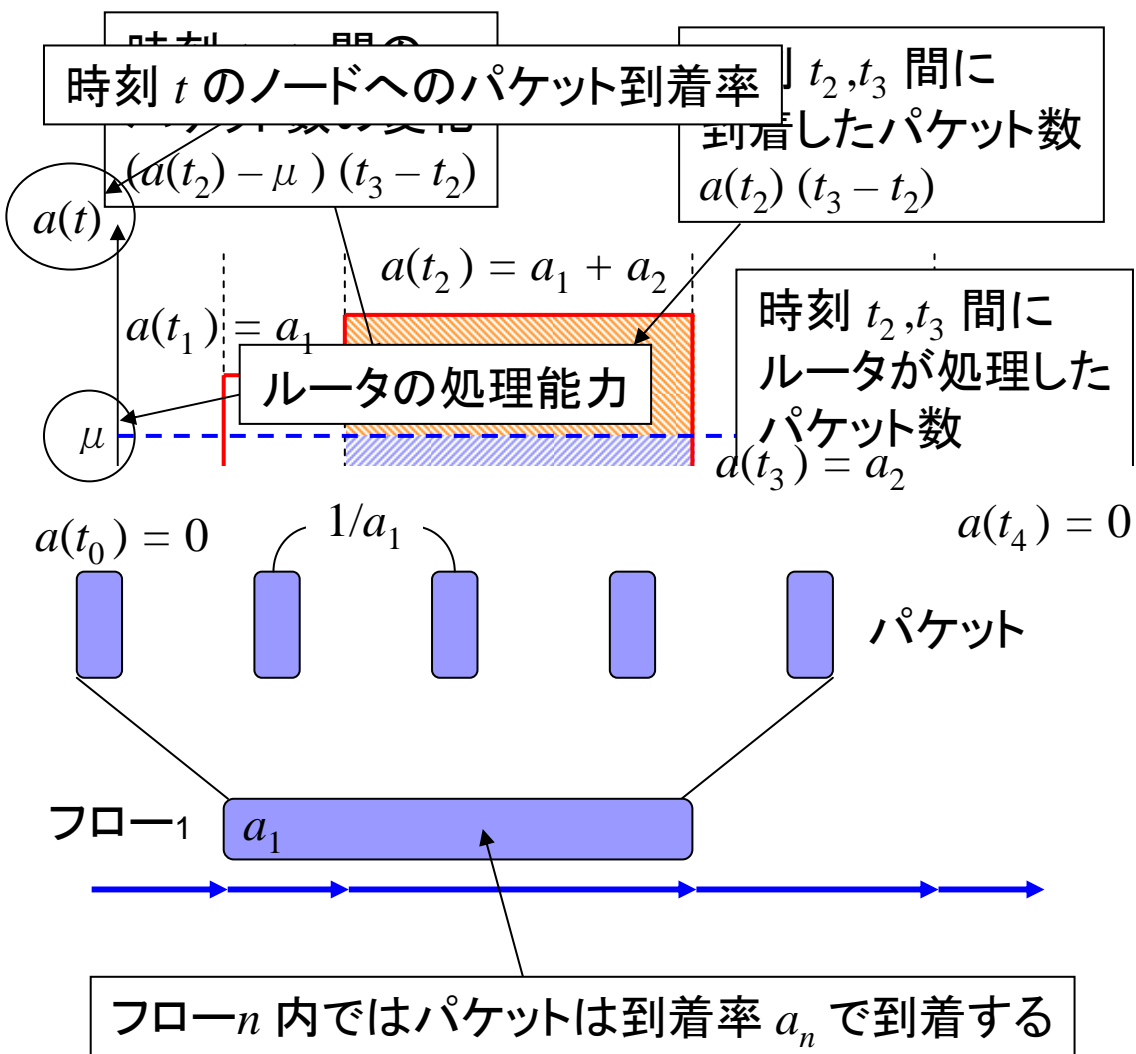 時刻 t のノードへのパケット到着率
(a(t₂) – μ) (t₃ – t₂)
t₂,t₃ 間に
到着したパケット数
a(t₂) (t₃ – t₂)
a(t)
a(t₂) = a₁ + a₂
a(t₁) = a₁
時刻 t₂,t₃ 間に
ルータが処理した
パケット数
ルータの処理能力
μ
a(t₃) = a₂
a(t₀) = 0
1/a₁
a(t₄) = 0
パケット
フロー1
a₁
フローn 内ではパケットは到着率 aₙ で到着する